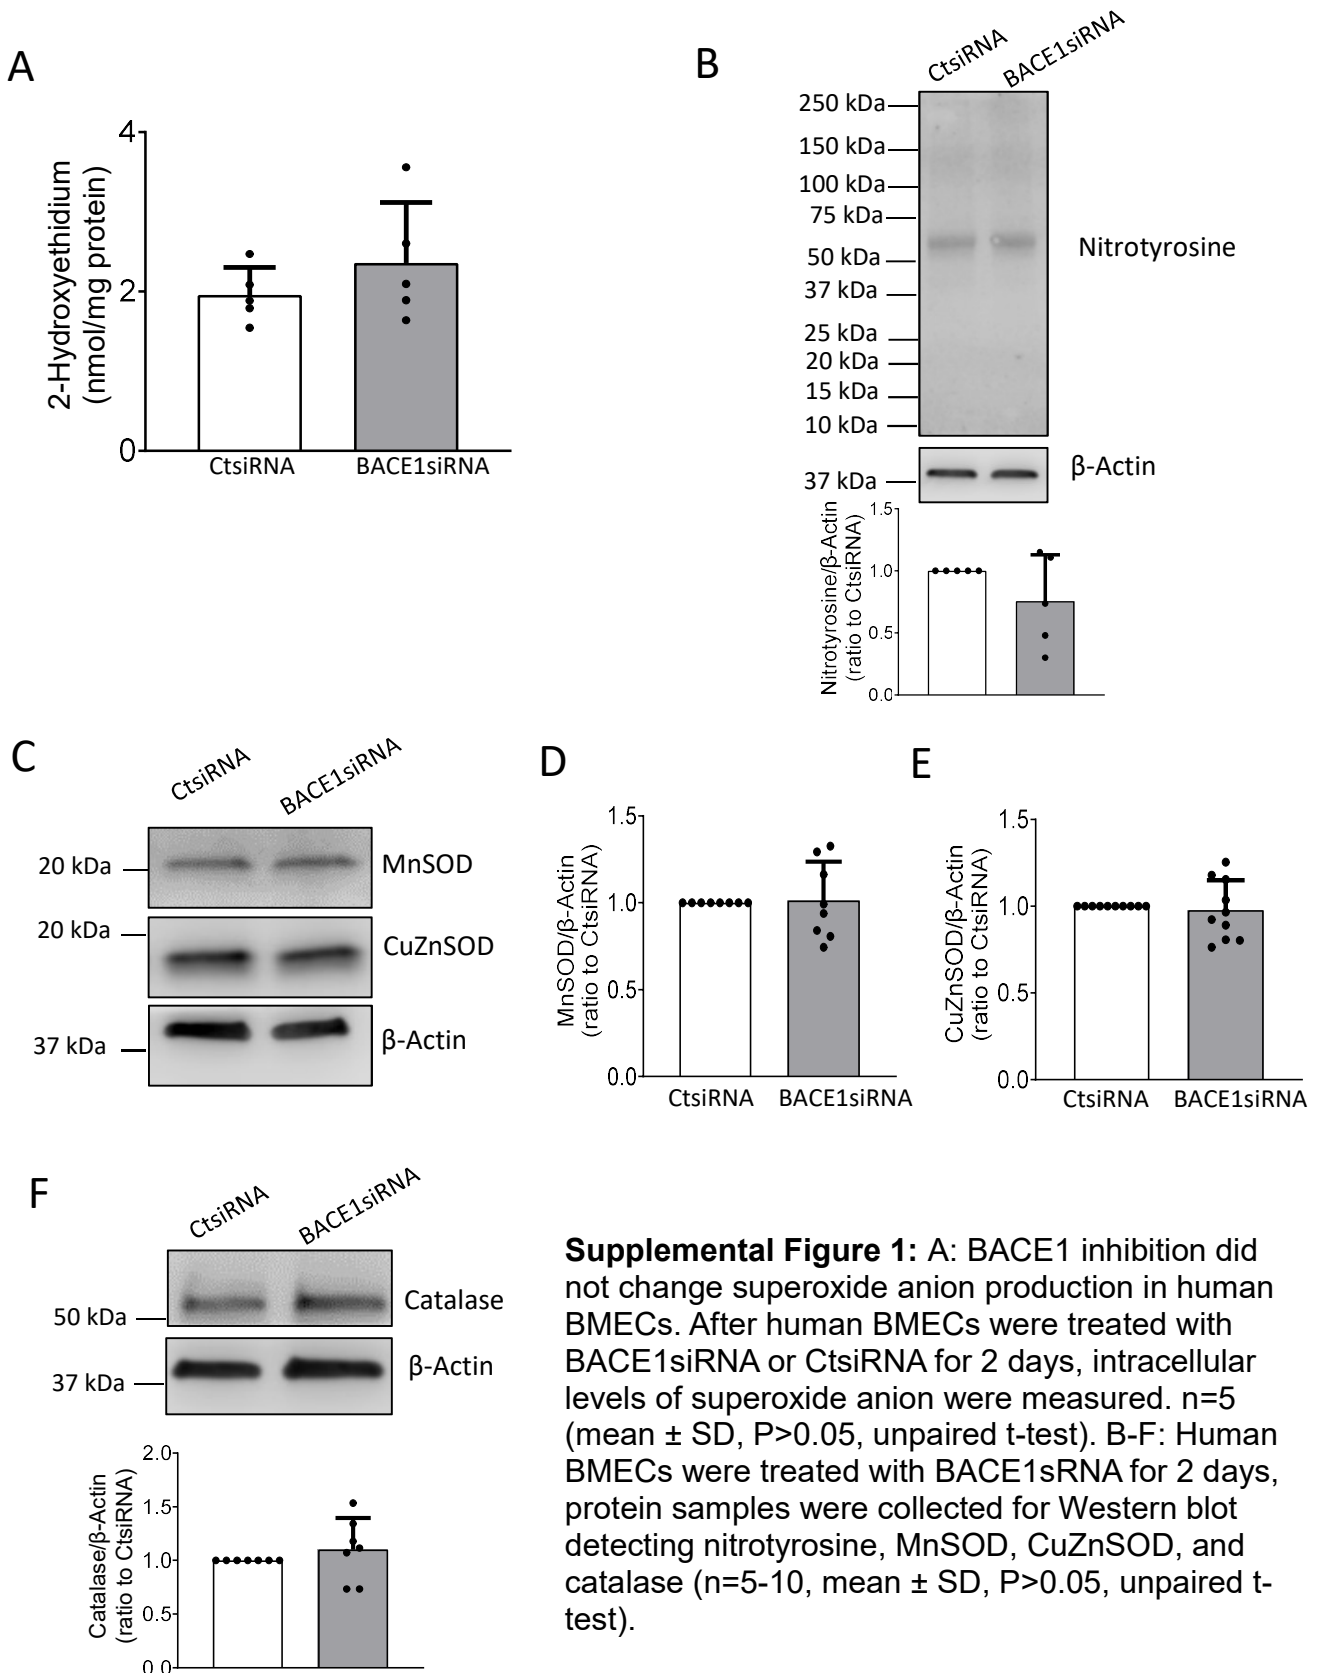 A
4
2
0
2-Hydroxyethidium
(nmol/mg protein)
CtsiRNA
BACE1siRNA
B
CtsiRNA
BACE1siRNA
250 kDa
150 kDa
100 kDa
75 kDa
50 kDa
37 kDa
25 kDa
20 kDa
15 kDa
10 kDa
Nitrotyrosine
37 kDa
β-Actin
Nitrotyrosine/β-Actin
(ratio to CtsiRNA)
1.5
1.0
0.5
0.0
C
CtsiRNA
BACE1siRNA
20 kDa
MnSOD
20 kDa
CuZnSOD
37 kDa
β-Actin
D
MnSOD/β-Actin
(ratio to CtsiRNA)
1.5
1.0
0.5
0.0
CtsiRNA
BACE1siRNA
E
CuZnSOD/β-Actin
(ratio to CtsiRNA)
1.5
1.0
0.5
0.0
CtsiRNA
BACE1siRNA
F
CtsiRNA
BACE1siRNA
50 kDa
Catalase
37 kDa
β-Actin
Catalase/β-Actin
(ratio to CtsiRNA)
2.0
1.5
1.0
0.5
0.0
Supplemental Figure 1: A: BACE1 inhibition did
not change superoxide anion production in human
BMECs. After human BMECs were treated with
BACE1siRNA or CtsiRNA for 2 days, intracellular
levels of superoxide anion were measured. n=5
(mean ± SD, P>0.05, unpaired t-test). B-F: Human
BMECs were treated with BACE1sRNA for 2 days,
protein samples were collected for Western blot
detecting nitrotyrosine, MnSOD, CuZnSOD, and
catalase (n=5-10, mean ± SD, P>0.05, unpaired t-
test).